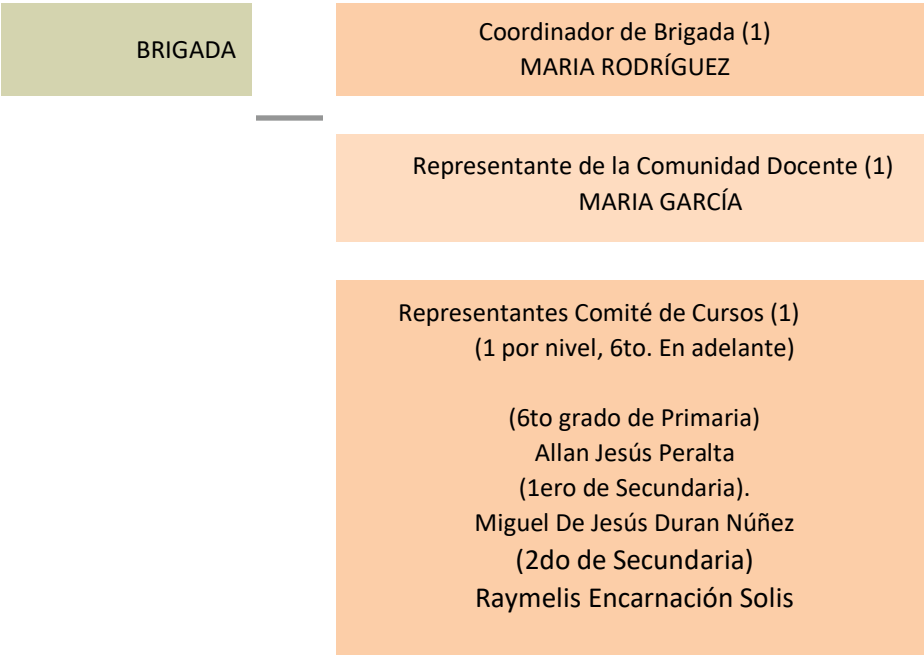 BRIGADA
Coordinador de Brigada (1)
MARIA RODRÍGUEZ
Representante de la Comunidad Docente (1)
MARIA GARCÍA
Representantes Comité de Cursos (1)
(1 por nivel, 6to. En adelante)
(6to grado de Primaria)
Allan Jesús Peralta
(1ero de Secundaria).
Miguel De Jesús Duran Núñez
(2do de Secundaria)
Raymelis Encarnación Solis